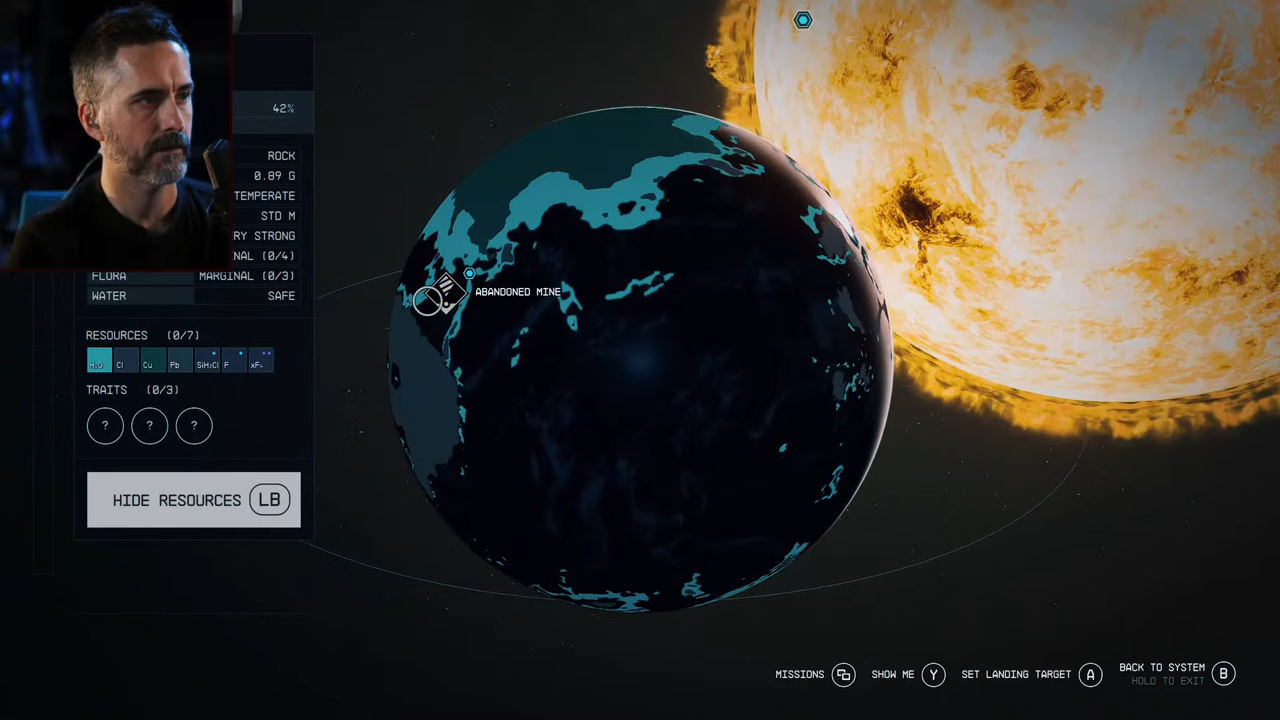 42%
ROCK
0.89 G
TEMPERATE
STD M
RY STRONG
NAL (0/4)
FLORA MARGINAL (0/3)
WATER SAFE
RESOURCES (0/7)
H₂O Cl Cu Pb SiH₃Cl F xF₄
TRAITS (0/3)
? ? ?
HIDE RESOURCES LB
ABANDONED MINE
MISSIONS SHOW ME Y SET LANDING TARGET A BACK TO SYSTEM B
HOLD TO EXIT